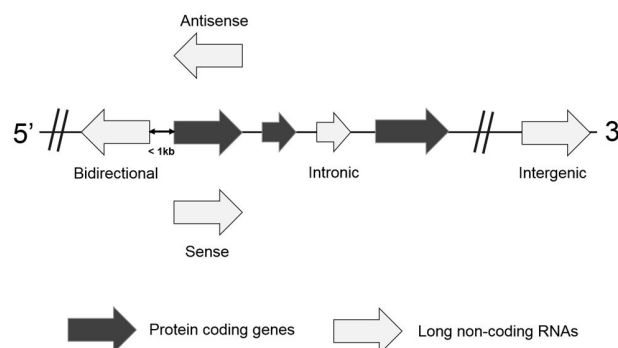 Antisense
5’ 3
< 1kb
Bidirectional Intronic Intergenic
Sense
Protein coding genes Long non-coding RNAs